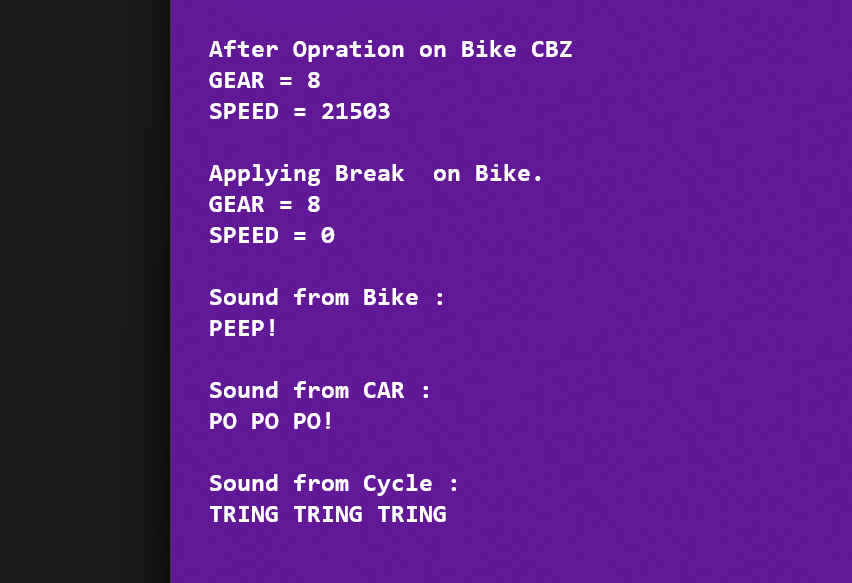 After Opration on Bike CBZ
GEAR = 8
SPEED = 21503
Applying Break  on Bike.
GEAR = 8
SPEED = 0
Sound from Bike :
PEEP!
Sound from CAR :
PO PO PO!
Sound from Cycle :
TRING TRING TRING